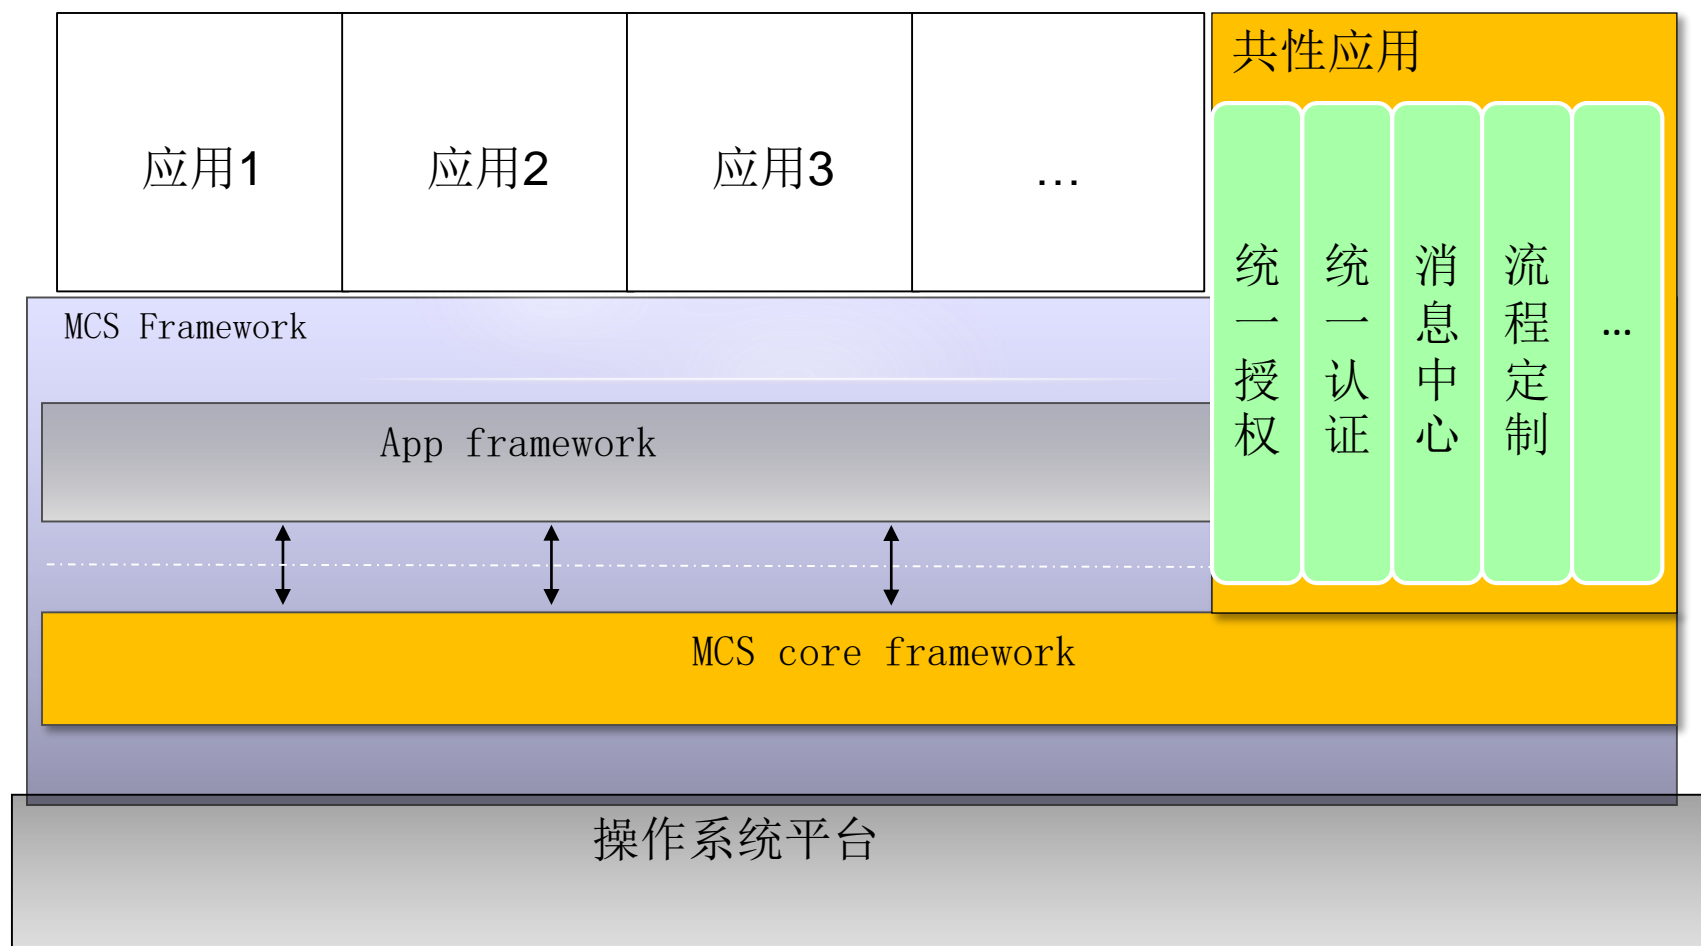 共性应用
应用1
应用2
应用3
...
统一授权
统一认证
消息中心
流程定制
...
MCS Framework
App framework
MCS core framework
操作系统平台